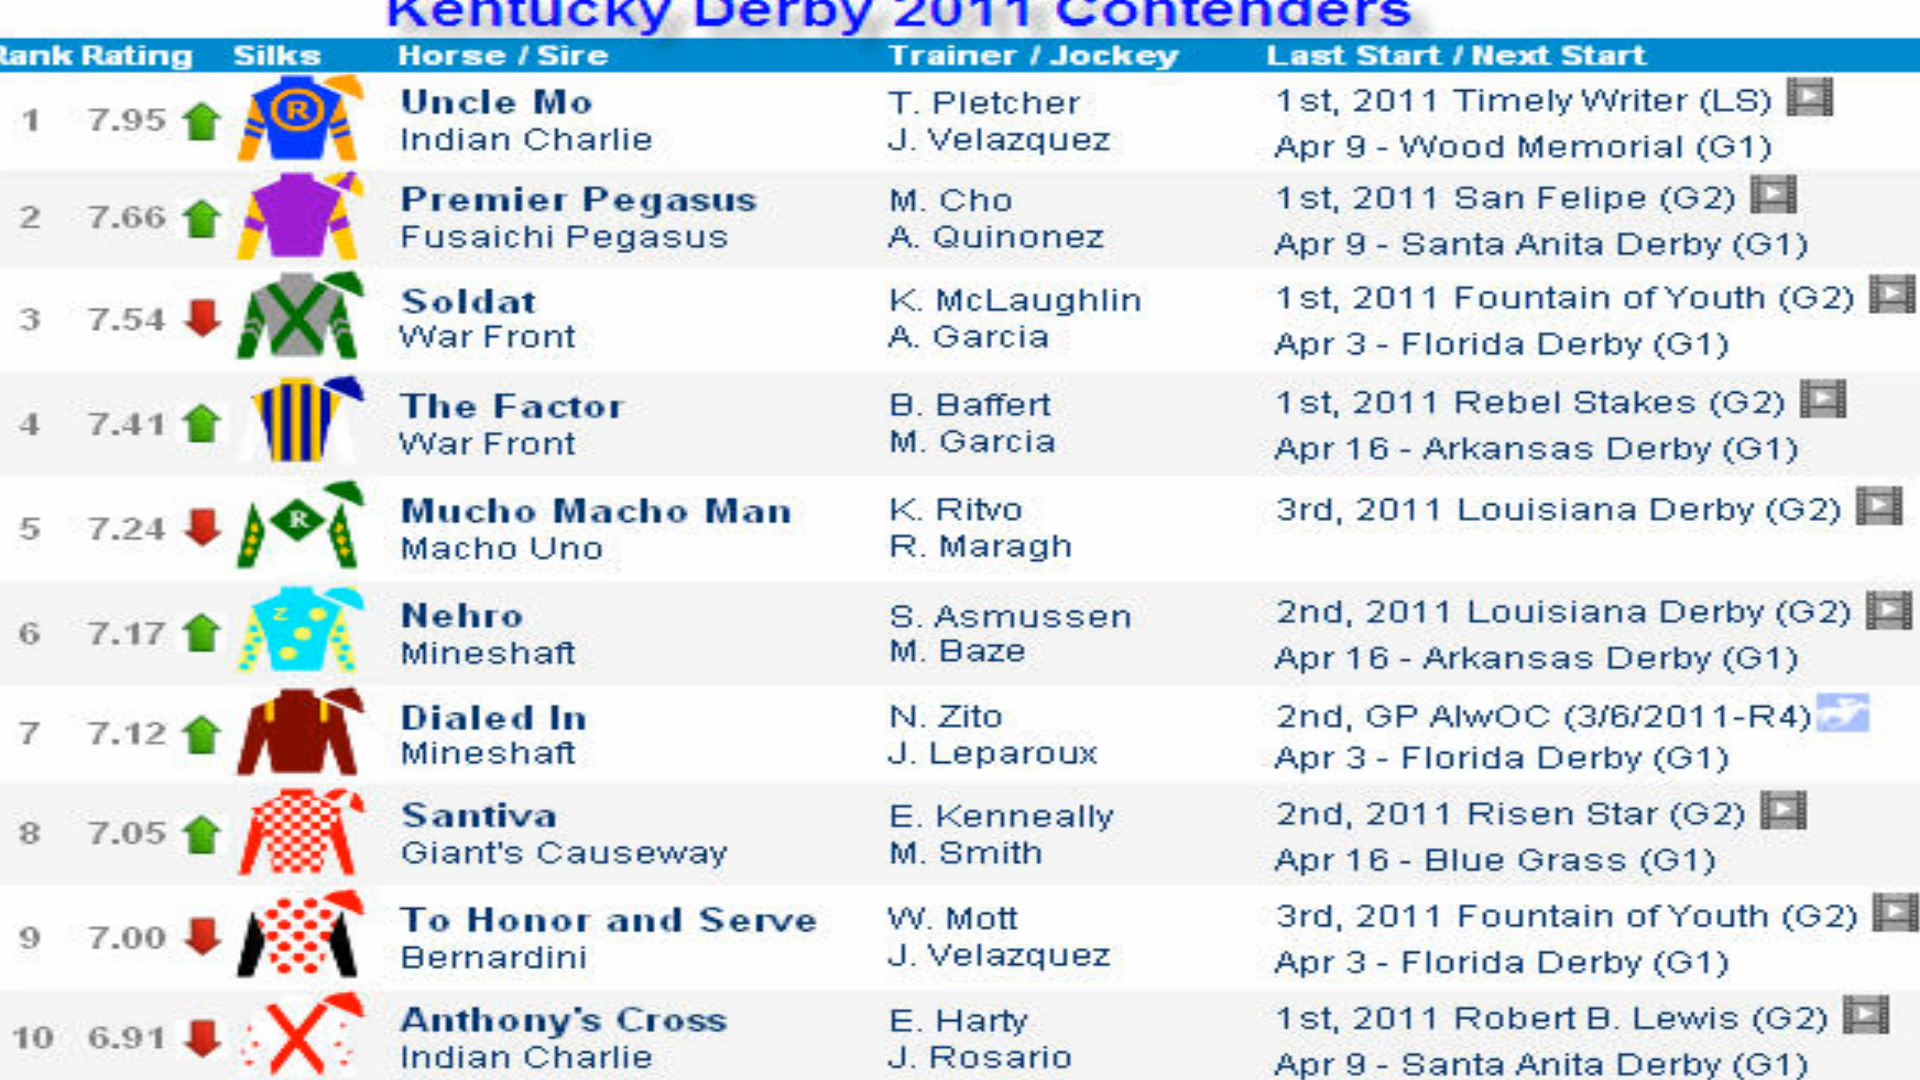 Kentucky Derby 2011 Contenders
Rank Rating Silks Horse / Sire Trainer / Jockey Last Start / Next Start
1 7.95 R Uncle Mo T. Pletcher 1st, 2011 Timely Writer (LS)
Indian Charlie J. Velazquez Apr 9 - Wood Memorial (G1)
2 7.66 Premier Pegasus M. Cho 1st, 2011 San Felipe (G2)
Fusaichi Pegasus A. Quinonez Apr 9 - Santa Anita Derby (G1)
3 7.54 Soldat K. McLaughlin 1st, 2011 Fountain of Youth (G2)
War Front A. Garcia Apr 3 - Florida Derby (G1)
4 7.41 The Factor B. Baffert 1st, 2011 Rebel Stakes (G2)
War Front M. Garcia Apr 16 - Arkansas Derby (G1)
5 7.24 R Mucho Macho Man K. Ritvo 3rd, 2011 Louisiana Derby (G2)
Macho Uno R. Maragh
6 7.17 Z Nehro S. Asmussen 2nd, 2011 Louisiana Derby (G2)
Mineshaft M. Baze Apr 16 - Arkansas Derby (G1)
7 7.12 Dialed In N. Zito 2nd, GP AlwOC (3/6/2011-R4)
Mineshaft J. Leparoux Apr 3 - Florida Derby (G1)
8 7.05 Santiva E. Kenneally 2nd, 2011 Risen Star (G2)
Giant's Causeway M. Smith Apr 16 - Blue Grass (G1)
9 7.00 To Honor and Serve W. Mott 3rd, 2011 Fountain of Youth (G2)
Bernardini J. Velazquez Apr 3 - Florida Derby (G1)
10 6.91 Anthony's Cross E. Harty 1st, 2011 Robert B. Lewis (G2)
Indian Charlie J. Rosario Apr 9 - Santa Anita Derby (G1)